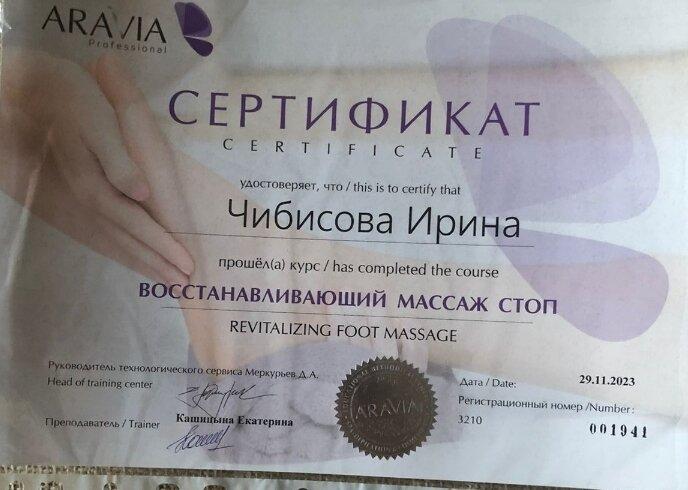 ARAVIA
Professional
СЕРТИФИКАТ
CERTIFICATE
удостоверяет, что / this is to certify that
Чибисова Ирина
прошёл(а) курс / has completed the course
ВОССТАНАВЛИВАЮЩИЙ МАССАЖ СТОП
REVITALIZING FOOT MASSAGE
Руководитель технологического сервиса Меркурьев Д.А.
Head of training center
Преподаватель / Trainer Кашицына Екатерина
ARAVIA
Дата / Date: 29.11.2023
Регистрационный номер /Number:
3210 001941